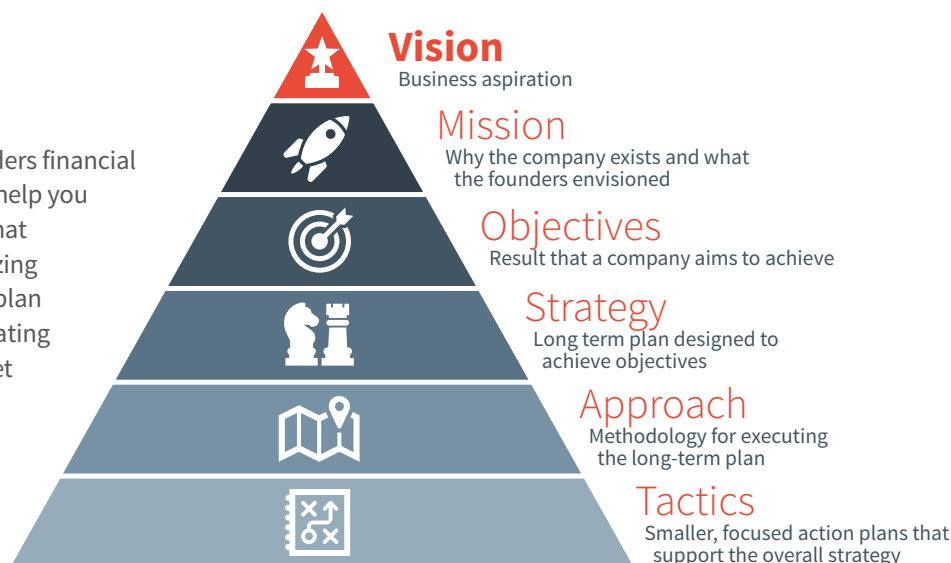 Vision
Business aspiration
Mission
Why the company exists and what
the founders envisioned
Objectives
Result that a company aims to achieve
Strategy
Long term plan designed to
achieve objectives
Approach
Methodology for executing
the long-term plan
Tactics
Smaller, focused action plans that
support the overall strategy
financial
help you
plan